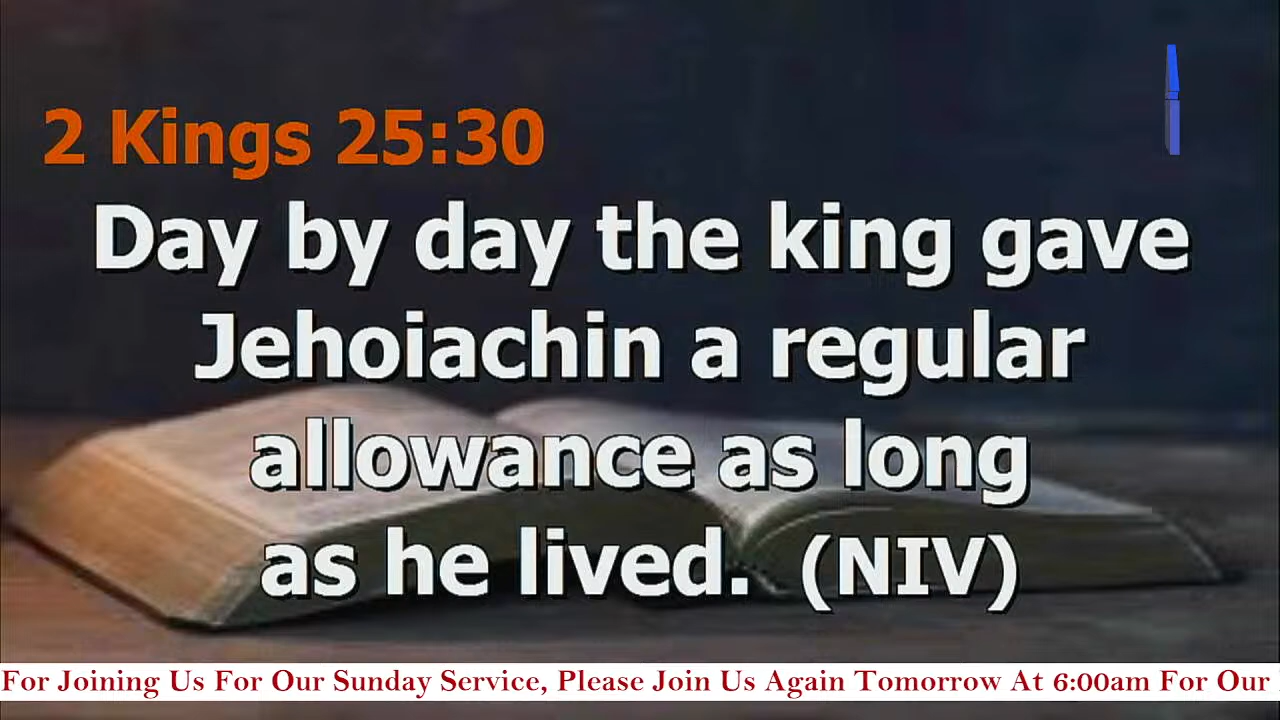 2 Kings 25:30
Day by day the king gave
Jehoiachin a regular
allowance as long
as he lived. (NIV)
For Joining Us For Our Sunday Service, Please Join Us Again Tomorrow At 6:00am For Our